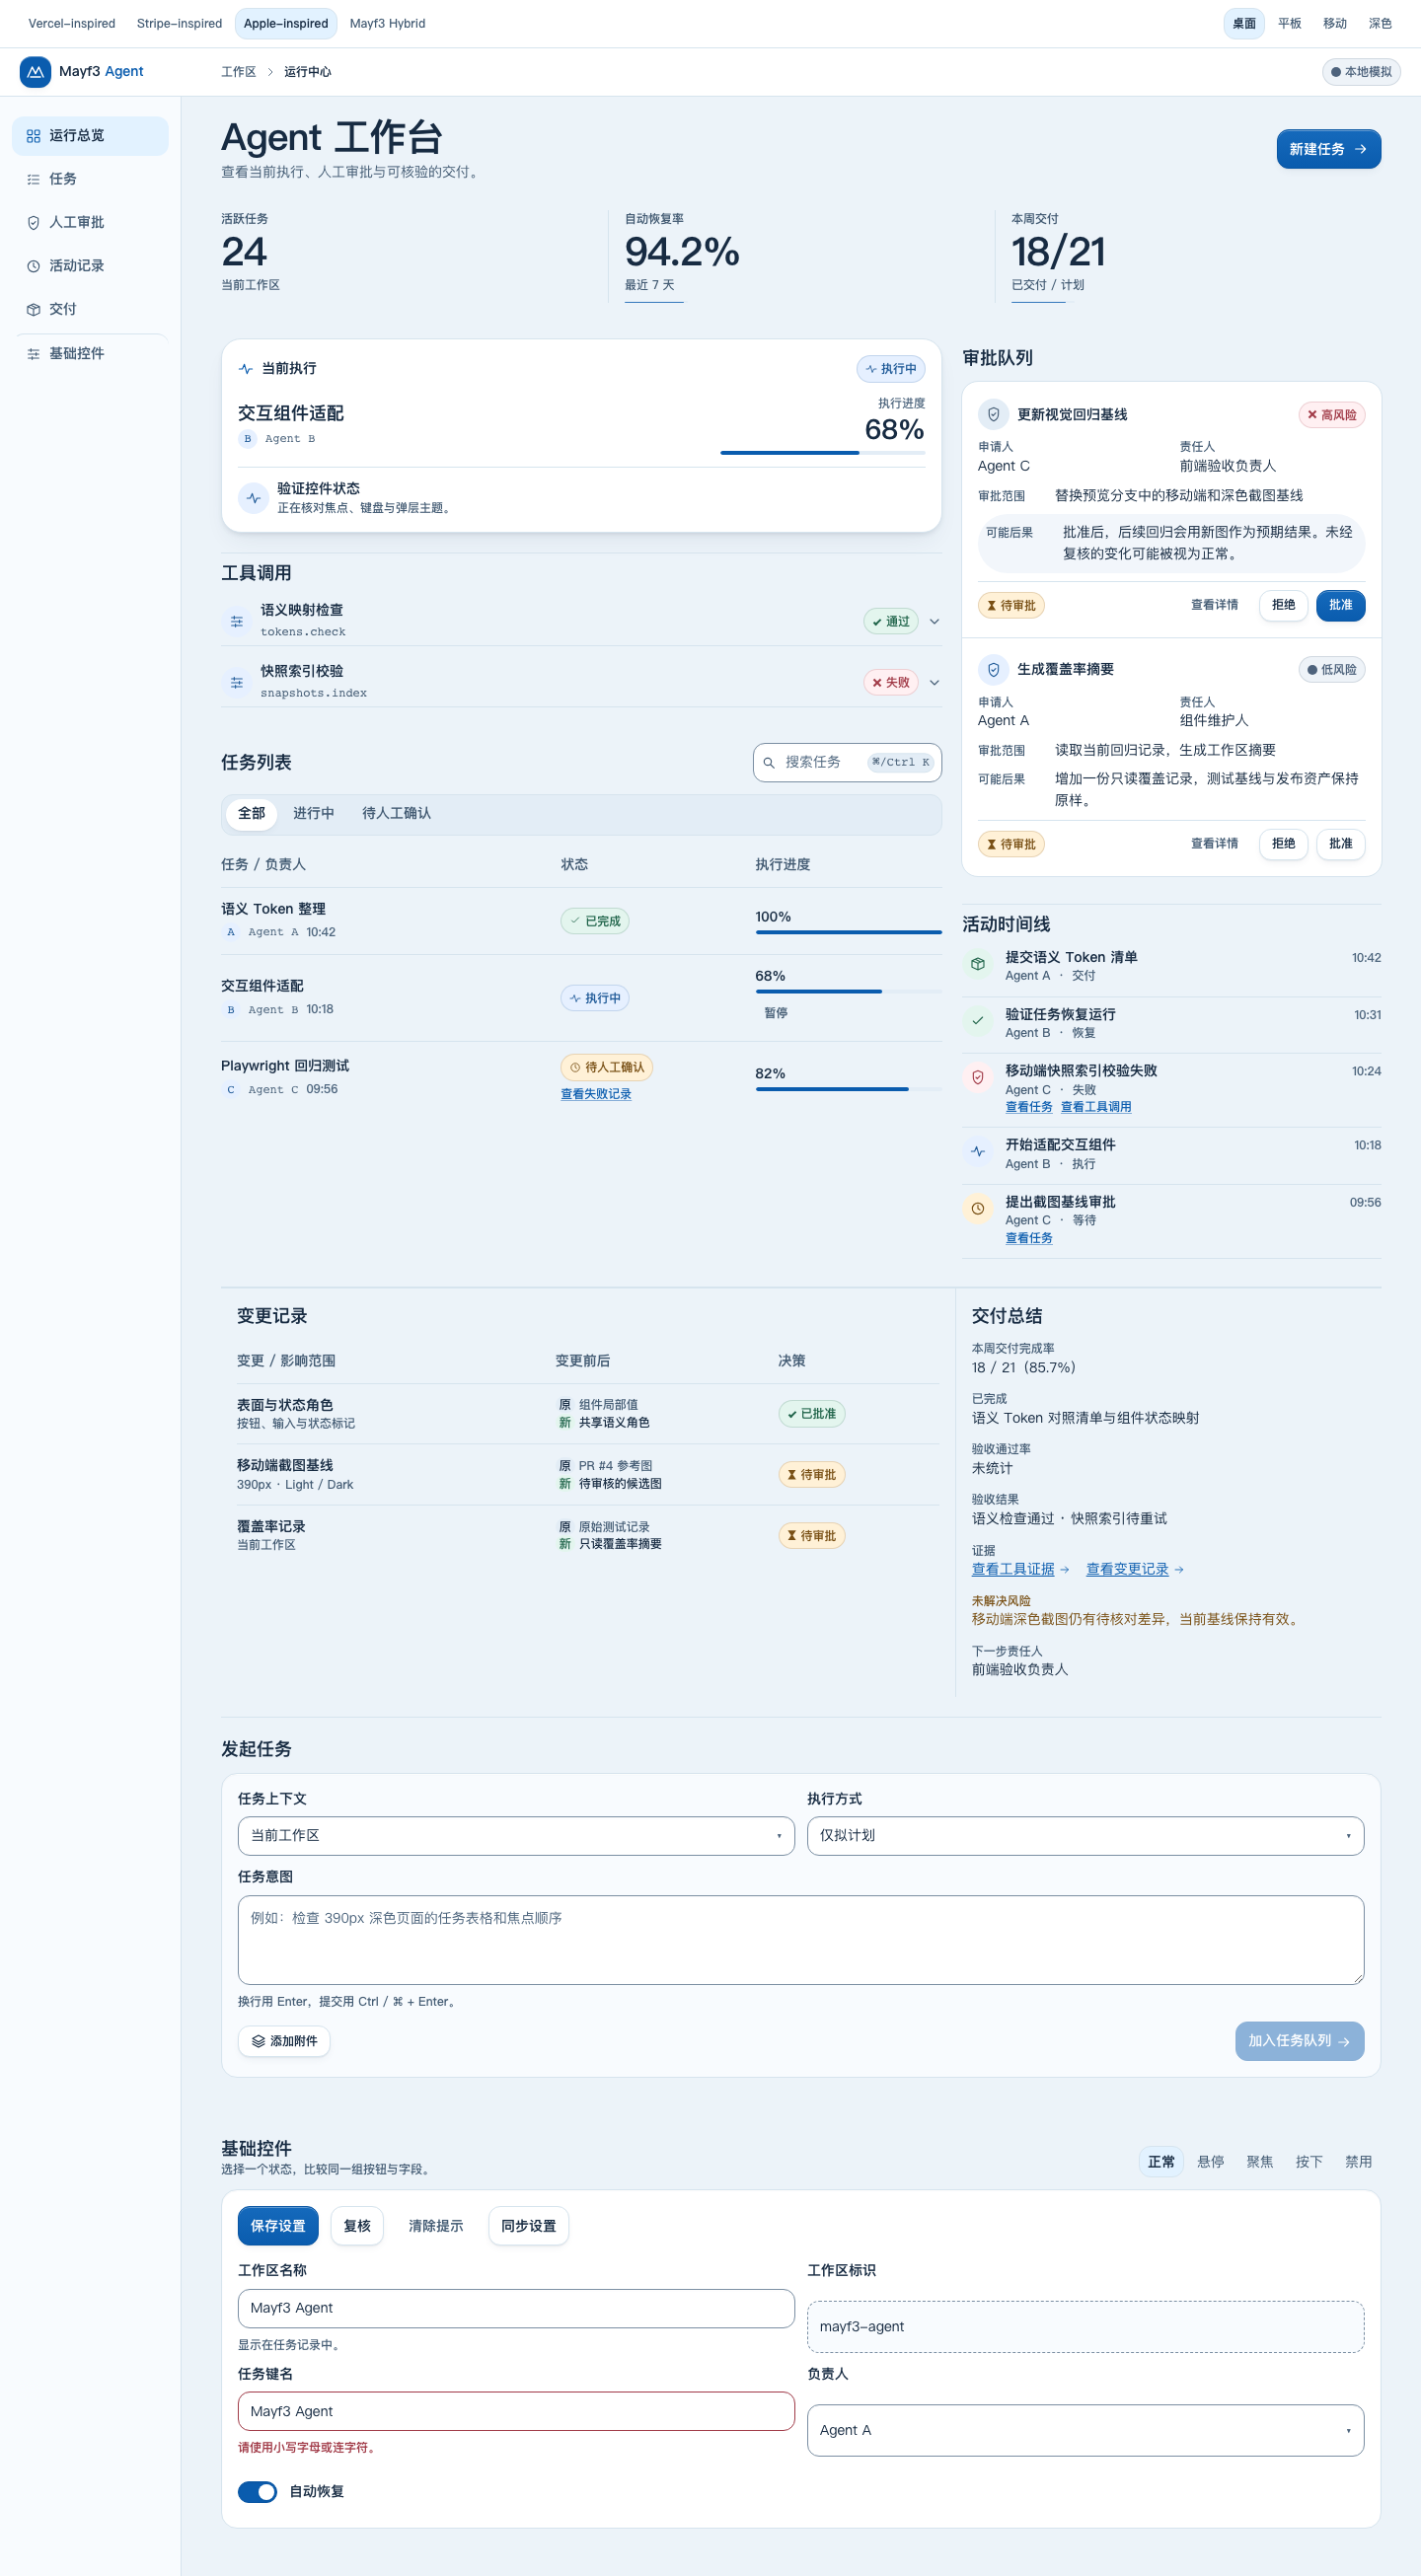 Vercel-inspired Stripe-inspired Apple-inspired Mayf3 Hybrid 桌面 平板 移动 深色
Mayf3 Agent 工作区 > 运行中心 本地模拟
运行总览
任务
人工审批
活动记录
交付
基础控件
Agent 工作台
查看当前执行、人工审批与可核验的交付。
新建任务 →
活跃任务
24
当前工作区
自动恢复率
94.2%
最近 7 天
本周交付
18/21
已交付 / 计划
当前执行 执行中
交互组件适配
B Agent B
执行进度
68%
验证控件状态
正在核对焦点、键盘与弹层主题。
工具调用
语义映射检查
tokens.check
通过
快照索引校验
snapshots.index
失败
任务列表
搜索任务 ⌘/Ctrl K
全部 进行中 待人工确认
任务 / 负责人 状态 执行进度
语义 Token 整理
A Agent A 10:42
已完成
100%
交互组件适配
B Agent B 10:18
执行中
68%
暂停
Playwright 回归测试
C Agent C 09:56
待人工确认
查看失败记录
82%
审批队列
更新视觉回归基线 高风险
申请人 责任人
Agent C 前端验收负责人
审批范围 替换预览分支中的移动端和深色截图基线
可能后果 批准后，后续回归会用新图作为预期结果。未经
复核的变化可能被视为正常。
待审批 查看详情 拒绝 批准
生成覆盖率摘要 低风险
申请人 责任人
Agent A 组件维护人
审批范围 读取当前回归记录，生成工作区摘要
可能后果 增加一份只读覆盖记录，测试基线与发布资产保持
原样。
待审批 查看详情 拒绝 批准
活动时间线
提交语义 Token 清单 10:42
Agent A · 交付
验证任务恢复运行 10:31
Agent B · 恢复
移动端快照索引校验失败 10:24
Agent C · 失败
查看任务 查看工具调用
开始适配交互组件 10:18
Agent B · 执行
提出截图基线审批 09:56
Agent C · 等待
查看任务
变更记录
变更 / 影响范围 变更前后 决策
表面与状态角色
按钮、输入与状态标记
原 组件局部值
新 共享语义角色
已批准
移动端截图基线
390px · Light / Dark
原 PR #4 参考图
新 待审核的候选图
待审批
覆盖率记录
当前工作区
原 原始测试记录
新 只读覆盖率摘要
待审批
交付总结
本周交付完成率
18 / 21（85.7%）
已完成
语义 Token 对照清单与组件状态映射
验收通过率
未统计
验收结果
语义检查通过 · 快照索引待重试
证据
查看工具证据 → 查看变更记录 →
未解决风险
移动端深色截图仍有待核对差异，当前基线保持有效。
下一步责任人
前端验收负责人
发起任务
任务上下文 执行方式
当前工作区 仅拟计划
任务意图
例如：检查 390px 深色页面的任务表格和焦点顺序
换行用 Enter，提交用 Ctrl / ⌘ + Enter。
添加附件 加入任务队列 →
基础控件
选择一个状态，比较同一组按钮与字段。
正常 悬停 聚焦 按下 禁用
保存设置 复核 清除提示 同步设置
工作区名称 工作区标识
Mayf3 Agent mayf3-agent
显示在任务记录中。
任务键名 负责人
Mayf3 Agent Agent A
请使用小写字母或连字符。
自动恢复